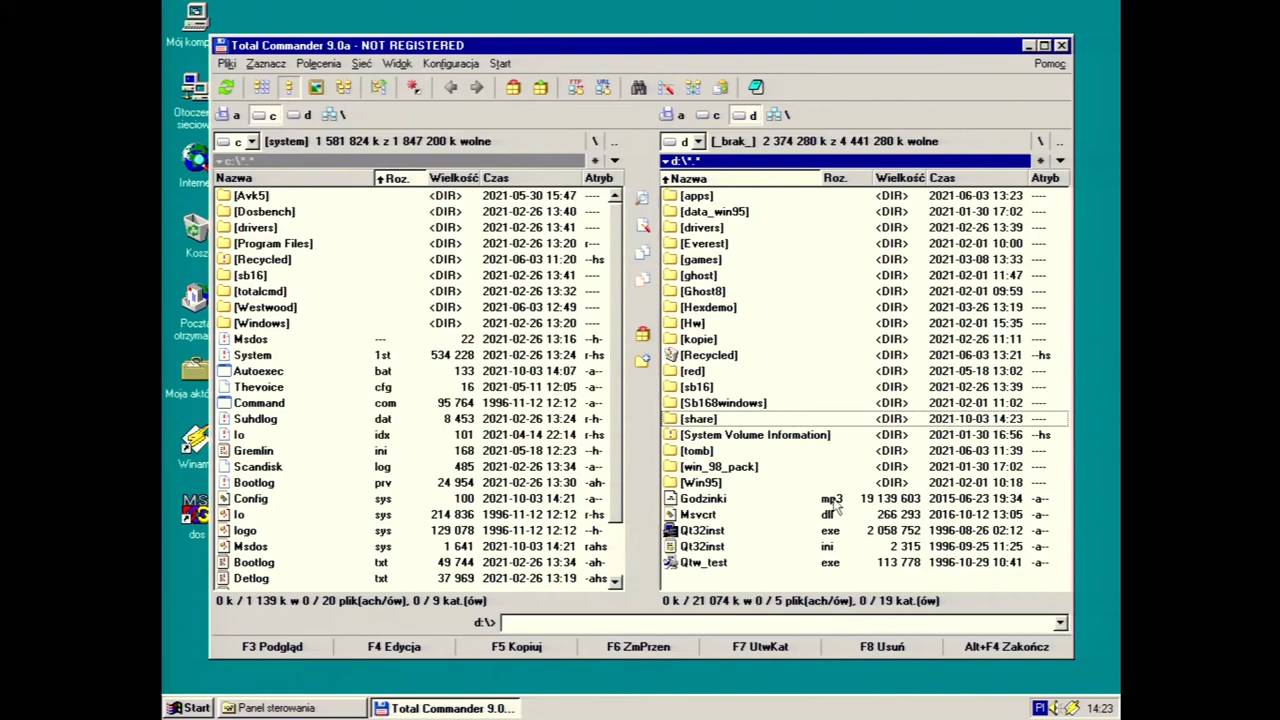 Mój komp
Otoczen
sieciow
Interne
Kosz
Poczta
otrzyma
Moja aktó
Winam
MS
DOS
dos
Total Commander 9.0a - NOT REGISTERED
Pliki Zaznacz Polecenia Sieć Widok Konfiguracja Start Pomoc
FTP URL
a c d \ a c d \
c [system] 1 581 824 k z 1 847 200 k wolne \ .. d [_brak_] 2 374 280 k z 4 441 280 k wolne \ ..
c:\*.* * d:\*.* *
Nazwa Roz. Wielkość Czas Atryb Nazwa Roz. Wielkość Czas Atryb
[Avk5] <DIR> 2021-05-30 15:47 ---- [apps] <DIR> 2021-06-03 13:23 ----
[Dosbench] <DIR> 2021-02-26 13:40 ---- [data_win95] <DIR> 2021-01-30 17:02 ----
[drivers] <DIR> 2021-02-26 13:41 ---- [drivers] <DIR> 2021-02-26 13:39 ----
[Program Files] <DIR> 2021-02-26 13:20 r--- [Everest] <DIR> 2021-02-01 10:00 ----
[Recycled] <DIR> 2021-06-03 11:20 --hs [games] <DIR> 2021-03-08 13:33 ----
[sb16] <DIR> 2021-02-26 13:41 ---- [ghost] <DIR> 2021-02-01 11:47 ----
[totalcmd] <DIR> 2021-02-26 13:32 ---- [Ghost8] <DIR> 2021-02-01 09:59 ----
[Westwood] <DIR> 2021-06-03 12:49 ---- [Hexdemo] <DIR> 2021-03-26 13:19 ----
[Windows] <DIR> 2021-02-26 13:20 ---- [Hw] <DIR> 2021-02-01 15:35 ----
Msdos --- 22 2021-02-26 13:16 --h- [kopie] <DIR> 2021-02-26 11:11 ----
System 1st 534 228 2021-02-26 13:24 r-hs [Recycled] <DIR> 2021-06-03 13:21 --hs
Autoexec bat 133 2021-10-03 14:07 -a-- [red] <DIR> 2021-05-18 13:02 ----
Thevoice cfg 16 2021-05-11 12:05 -a-- [sb16] <DIR> 2021-02-26 13:39 ----
Command com 95 764 1996-11-12 12:12 -a-- [Sb168windows] <DIR> 2021-02-01 11:02 ----
Suhdlog dat 8 453 2021-02-26 13:24 r-h- [share] <DIR> 2021-10-03 14:23 ----
Io idx 101 2021-04-14 22:14 r-hs [System Volume Information] <DIR> 2021-01-30 16:56 --hs
Gremlin ini 168 2021-05-18 12:23 --h- [tomb] <DIR> 2021-06-03 11:39 ----
Scandisk log 485 2021-02-26 13:34 -a-- [win_98_pack] <DIR> 2021-01-30 17:02 ----
Bootlog prv 24 954 2021-02-26 13:30 -ah- [Win95] <DIR> 2021-02-01 10:18 ----
Config sys 100 2021-10-03 14:21 -a-- Godzinki mp3 19 139 603 2015-06-23 19:34 -a--
Io sys 214 836 1996-11-12 12:12 r-hs Msvcrt dll 266 293 2016-10-12 13:05 -a--
logo sys 129 078 1996-11-12 12:12 --h- Qt32inst exe 2 058 752 1996-08-26 02:12 -a--
Msdos sys 1 641 2021-10-03 14:21 rahs Qt32inst ini 2 315 1996-09-25 11:25 -a--
Bootlog txt 49 744 2021-02-26 13:34 -ah- Qtw_test exe 113 778 1996-10-29 10:41 -a--
Detlog txt 37 969 2021-02-26 13:19 -ahs
0 k / 1 139 k w 0 / 20 plik(ach/ów), 0 / 9 kat.(ów) 0 k / 21 074 k w 0 / 5 plik(ach/ów), 0 / 19 kat.(ów)
d:\>
F3 Podgląd F4 Edycja F5 Kopiuj F6 ZmPrzen F7 UtwKat F8 Usuń Alt+F4 Zakończ
Start Panel sterowania Total Commander 9.0... Pl 14:23